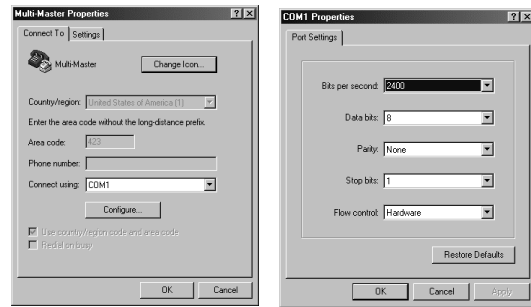 Multi-Master Properties
Connect To
Settings
Multi-Master
Change Icon...
Country/region:
United States of America (1)
Enter the area code without the long-distance prefix.
Area code:
423
Phone number:
Connect using:
COM1
Configure...
Use country/region code and area code
Redial on busy
OK
Cancel
COM1 Properties
Port Settings
Bits per second:
2400
Data bits:
8
Parity:
None
Stop bits:
1
Flow control:
Hardware
Restore Defaults
OK
Cancel
Apply